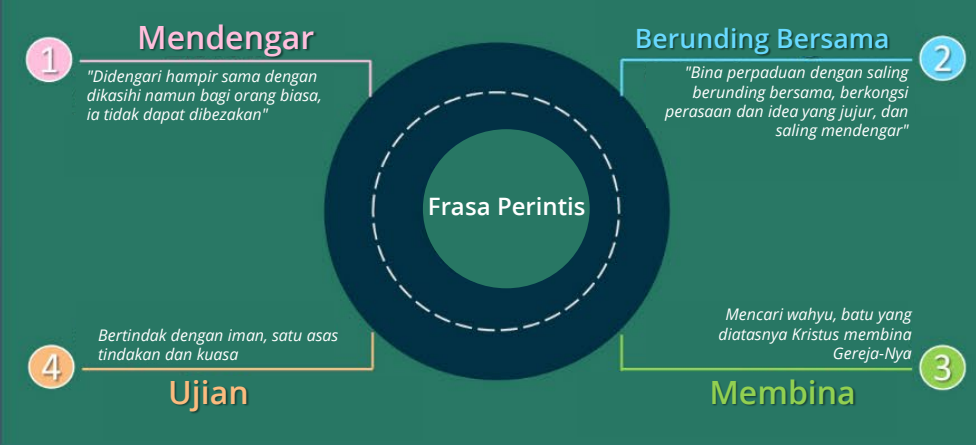 1
Mendengar
"Didengari hampir sama dengan
dikasihi namun bagi orang biasa,
ia tidak dapat dibezakan"
Berunding Bersama
2
"Bina perpaduan dengan saling
berunding bersama, berkongsi
perasaan dan idea yang jujur, dan
saling mendengar"
Frasa Perintis
Mencari wahyu, batu yang
diatasnya Kristus membina
Gereja-Nya
3
Membina
Bertindak dengan iman, satu asas
tindakan dan kuasa
4
Ujian